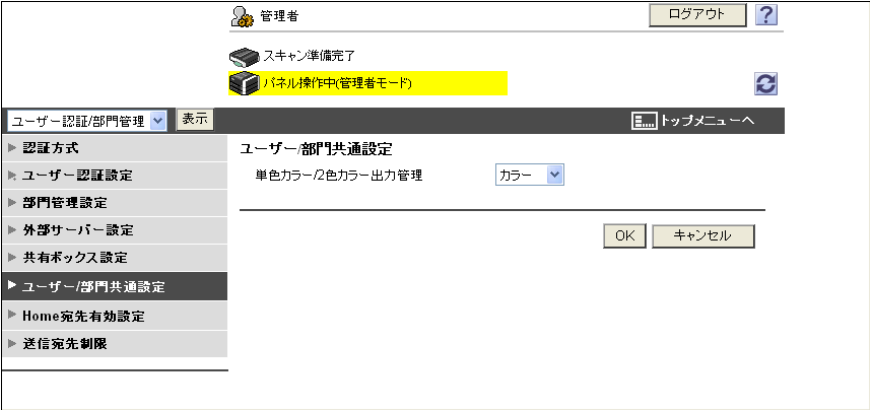 管理者
ログアウト ?
スキャン準備完了
パネル操作中(管理者モード)
ユーザー認証/部門管理 表示
トップメニューへ
認証方式
ユーザー認証設定
部門管理設定
外部サーバー設定
共有ボックス設定
ユーザー/部門共通設定
Home宛先有効設定
送信宛先制限
ユーザー/部門共通設定
単色カラー/2色カラー出力管理 カラー
OK キャンセル